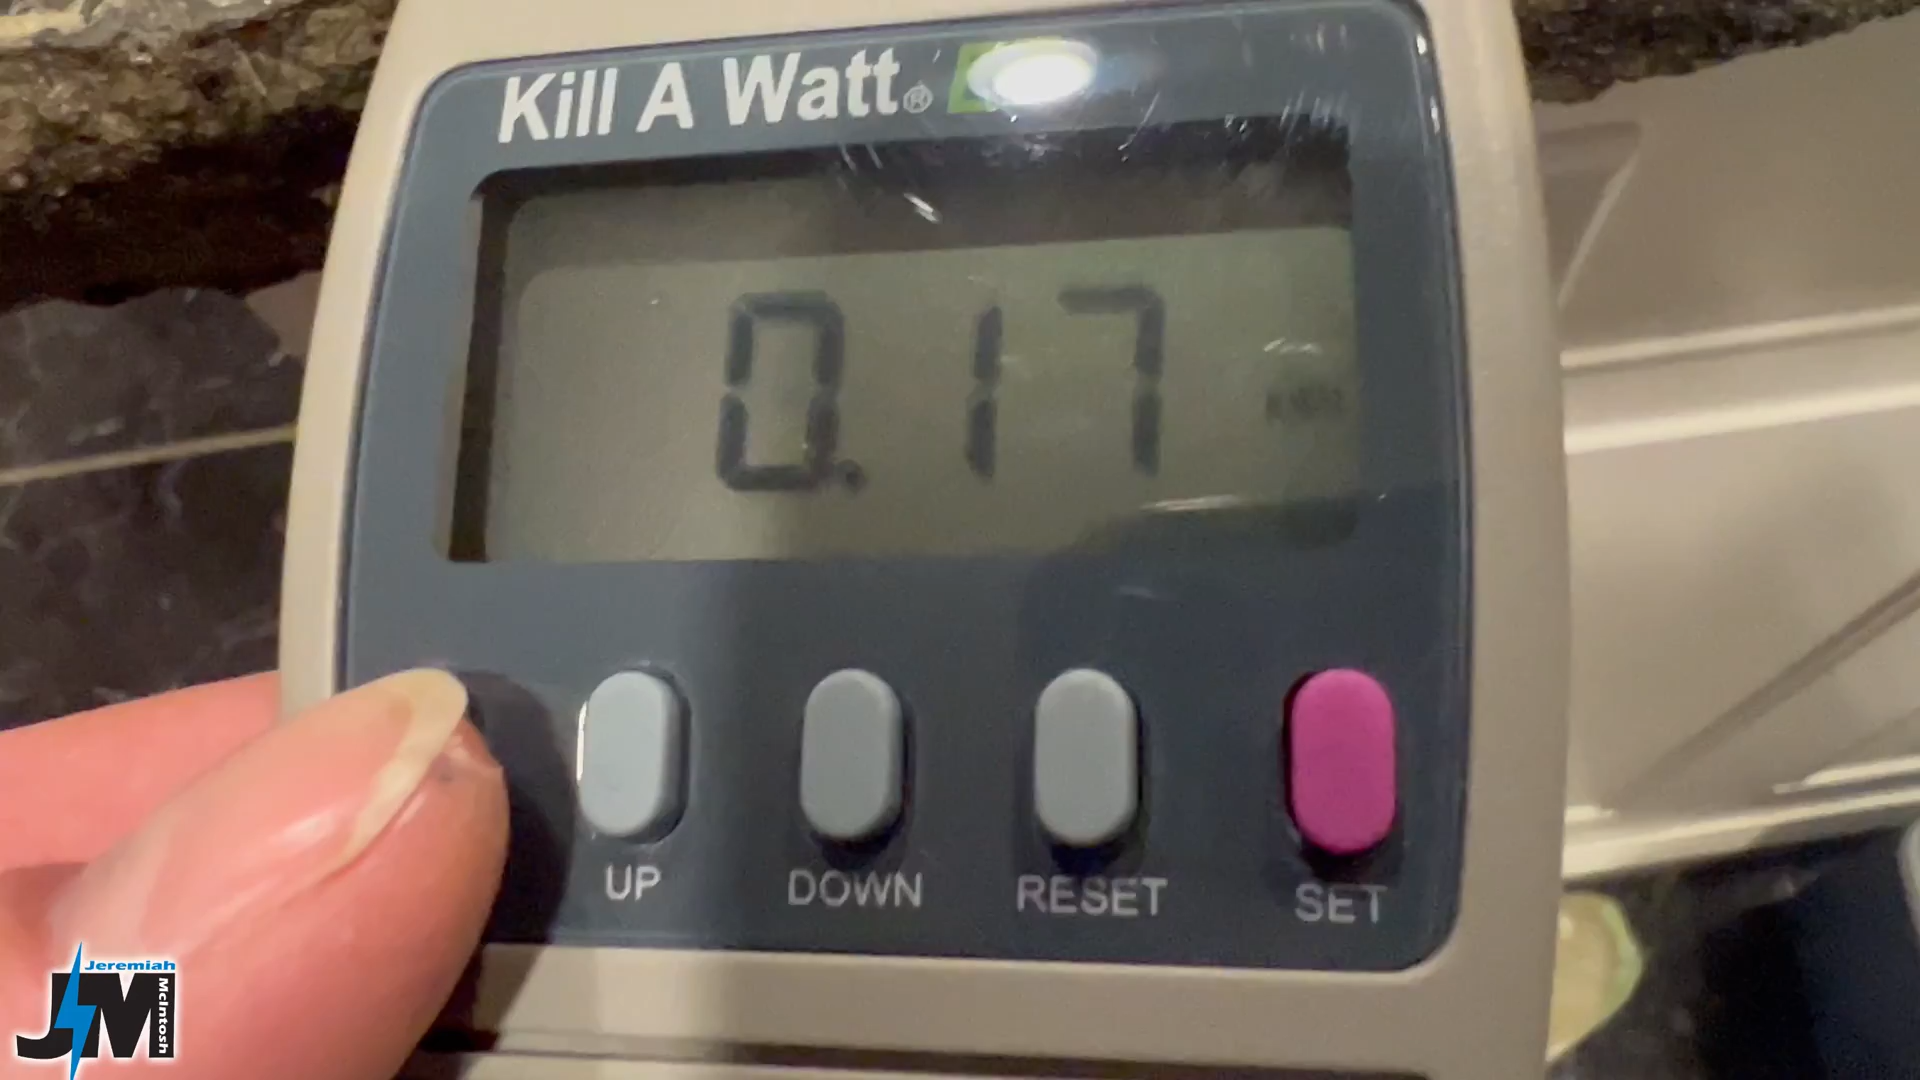 Kill A Watt®
0.17
UP DOWN RESET SET
Jeremiah
McIntosh
JM